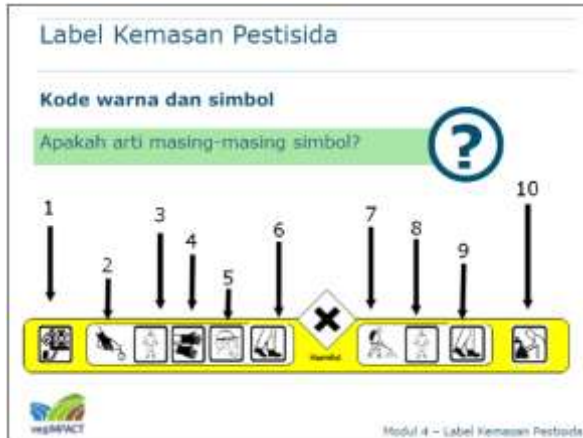 Label Kemasan Pestisida
Kode warna dan simbol
Apakah arti masing-masing simbol?
?
1
2
3
4
5
6
7
8
9
10
Harmful
vegIMPACT
Modul 4 – Label Kemasan Pestisida